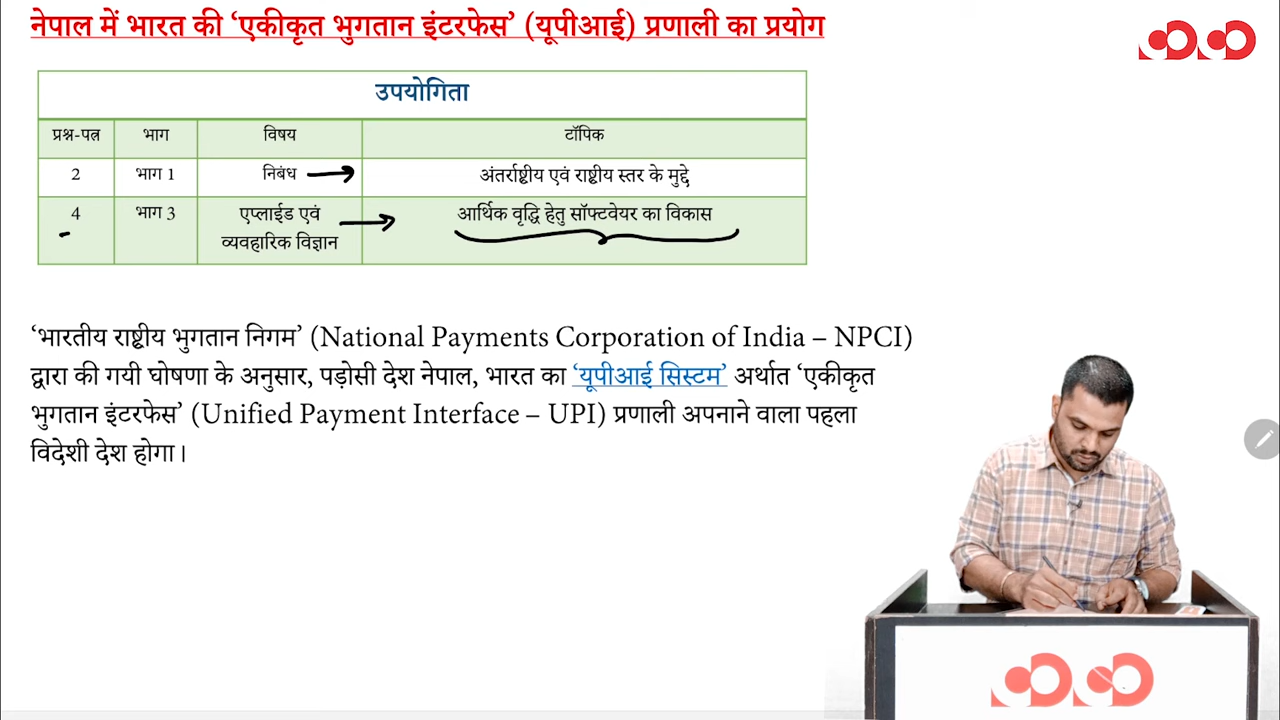 नेपाल में भारत की ‘एकीकृत भुगतान इंटरफेस’ (यूपीआई) प्रणाली का प्रयोग
उपयोगिता
प्रश्न-पत्र भाग विषय टॉपिक
2 भाग 1 निबंध अंतर्राष्ट्रीय एवं राष्ट्रीय स्तर के मुद्दे
4 भाग 3 एप्लाईड एवं आर्थिक वृद्धि हेतु सॉफ्टवेयर का विकास
व्यवहारिक विज्ञान
‘भारतीय राष्ट्रीय भुगतान निगम’ (National Payments Corporation of India – NPCI)
द्वारा की गयी घोषणा के अनुसार, पड़ोसी देश नेपाल, भारत का ‘यूपीआई सिस्टम’ अर्थात ‘एकीकृत
भुगतान इंटरफेस’ (Unified Payment Interface – UPI) प्रणाली अपनाने वाला पहला
विदेशी देश होगा।